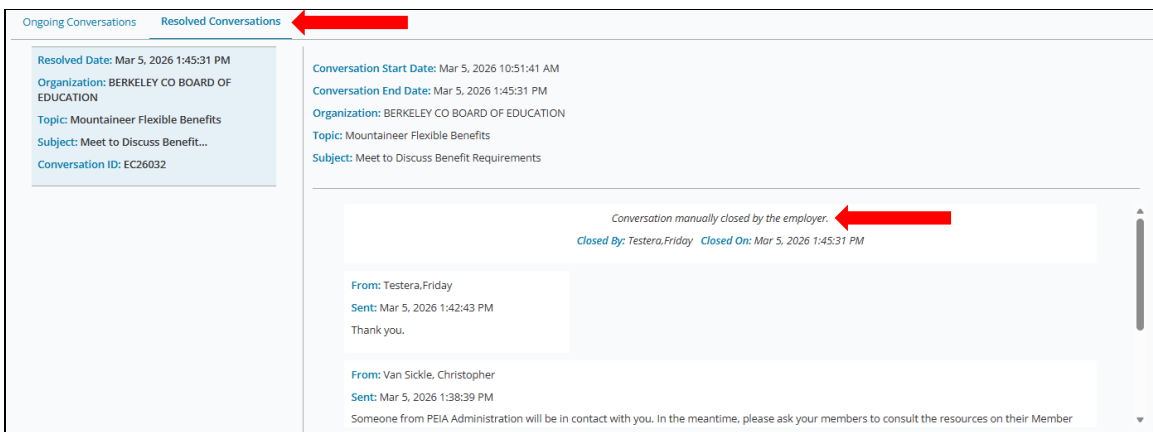 Ongoing Conversations Resolved Conversations
Resolved Date: Mar 5, 2026 1:45:31 PM
Organization: BERKELEY CO BOARD OF
EDUCATION
Topic: Mountaineer Flexible Benefits
Subject: Meet to Discuss Benefit...
Conversation ID: EC26032
Conversation Start Date: Mar 5, 2026 10:51:41 AM
Conversation End Date: Mar 5, 2026 1:45:31 PM
Organization: BERKELEY CO BOARD OF EDUCATION
Topic: Mountaineer Flexible Benefits
Subject: Meet to Discuss Benefit Requirements
Conversation manually closed by the employer.
Closed By: Testera,Friday Closed On: Mar 5, 2026 1:45:31 PM
From: Testera,Friday
Sent: Mar 5, 2026 1:42:43 PM
Thank you.
From: Van Sickle, Christopher
Sent: Mar 5, 2026 1:38:39 PM
Someone from PEIA Administration will be in contact with you. In the meantime, please ask your members to consult the resources on their Member